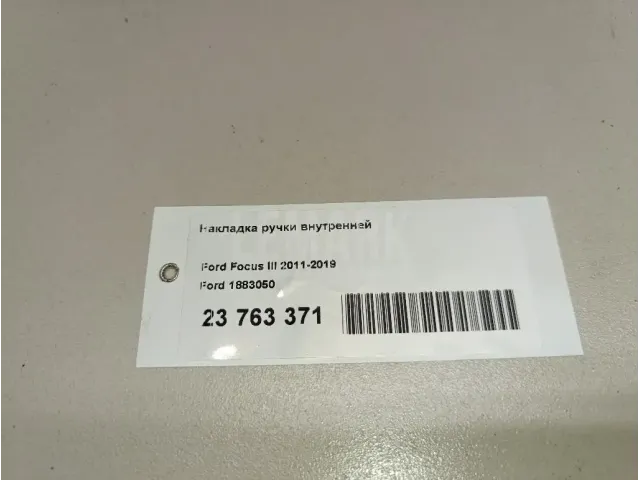 Накладка ручки внутренней
Ford Focus III 2011-2019
Ford 1883050
23 763 371